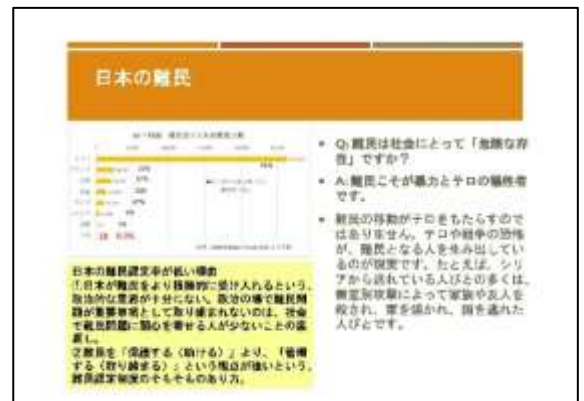 日本の難民
日本の難民認定率が低い理由
①日本が難民をより積極的に受け入れるという、
政治的な意思が十分にない。政治の場で難民問
題が重要事項として取り組まれないのは、社会
で難民問題に関心を寄せる人が少ないことの裏
返し。
②難民を「保護する（助ける）」より、「管理
する（取り締まる）」という視点が強いという、
難民認定制度のそもそものあり方。
• Q: 難民は社会にとって「危険な存
在」ですか？
• A: 難民こそが暴力とテロの犠牲者
です。
• 難民の移動がテロをもたらすので
はありません。テロや戦争の恐怖
が、難民となる人を生み出してい
るのが現実です。たとえば、シリ
アから逃れている人びとの多くは、
無差別攻撃によって家族や友人を
殺され、家を焼かれ、国を逃れた
人びとです。